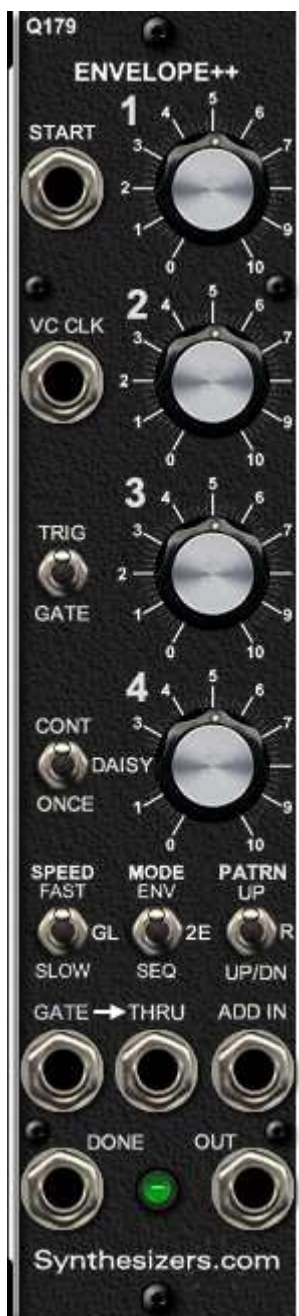 Q179
ENVELOPE++
1 4 5 6
START 3 7
2
1 9
0 10
2 4 5 6
VC CLK 3 7
2
1 9
0 10
3 4 5 6
TRIG 3 7
2
GATE 1 9
0 10
4 4 5 6
CONT 3 7
DAISY
ONCE 1 9
0 10
SPEED MODE PATRN
FAST ENV UP
GL 2E R
SLOW SEQ UP/DN
GATE → THRU ADD IN
DONE OUT
Synthesizers.com